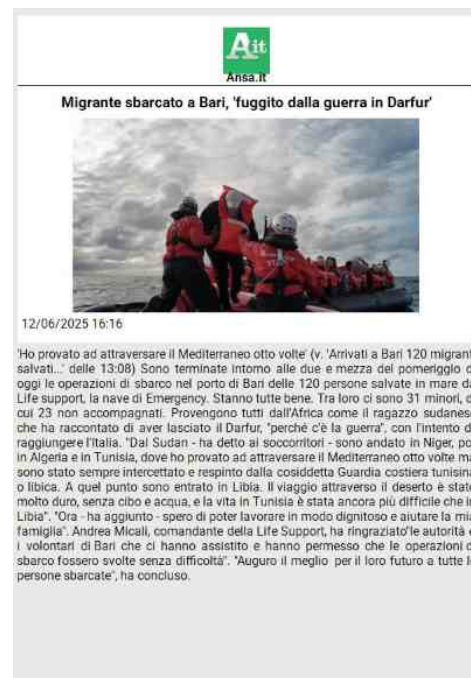 Ait
Ansa.it
Migrante sbarcato a Bari, 'fuggito dalla guerra in Darfur'
12/06/2025 16:16
'Ho provato ad attraversare il Mediterraneo otto volte' (v. 'Arrivati a Bari 120 migrant
salvati...' delle 13:08) Sono terminate intorno alle due e mezza del pomeriggio d
oggi le operazioni di sbarco nel porto di Bari delle 120 persone salvate in mare da
Life support, la nave di Emergency. Stanno tutte bene. Tra loro ci sono 31 minori, d
cui 23 non accompagnati. Provengono tutti dall'Africa come il ragazzo sudanes
che ha raccontato di aver lasciato il Darfur, "perché c'è la guerra", con l'intento d
raggiungere l'Italia. "Dal Sudan - ha detto ai soccorritori - sono andato in Niger, po
in Algeria e in Tunisia, dove ho provato ad attraversare il Mediterraneo otto volte ma
sono stato sempre intercettato e respinto dalla cosiddetta Guardia costiera tunisina
o libica. A quel punto sono entrato in Libia. Il viaggio attraverso il deserto è stato
molto duro, senza cibo e acqua, e la vita in Tunisia è stata ancora più difficile che in
Libia". "Ora - ha aggiunto - spero di poter lavorare in modo dignitoso e aiutare la mia
famiglia". Andrea Micali, comandante della Life Support, ha ringraziato"le autorità e
i volontari di Bari che ci hanno assistito e hanno permesso che le operazioni d
sbarco fossero svolte senza difficoltà". "Auguro il meglio per il loro futuro a tutte l
persone sbarcate", ha concluso.